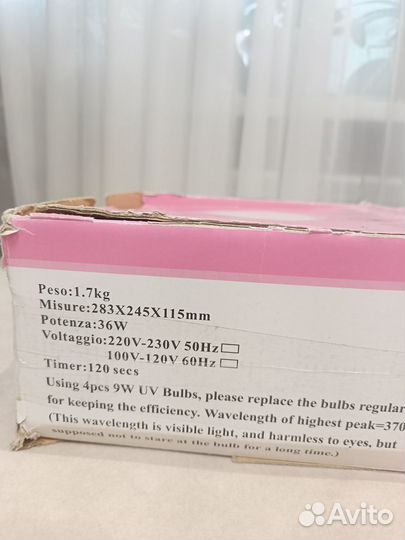 Peso:1.7kg
Misure:283X245X115mm
Potenza:36W
Voltaggio:220V-230V 50Hz
100V-120V 60Hz
Timer:120 secs
Using 4pcs 9W UV Bulbs, please replace the bulbs regular
for keeping the efficiency. Wavelength of highest peak=370
(This wavelength is visible light, and harmless to eyes, but
supposed not to stare at the bulb for a long time.)
Avito